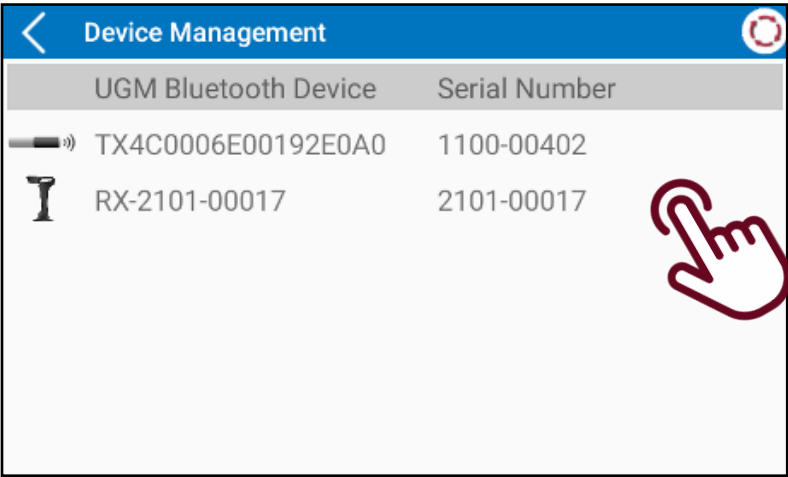 Device Management
UGM Bluetooth Device Serial Number
TX4C0006E00192E0A0 1100-00402
RX-2101-00017 2101-00017